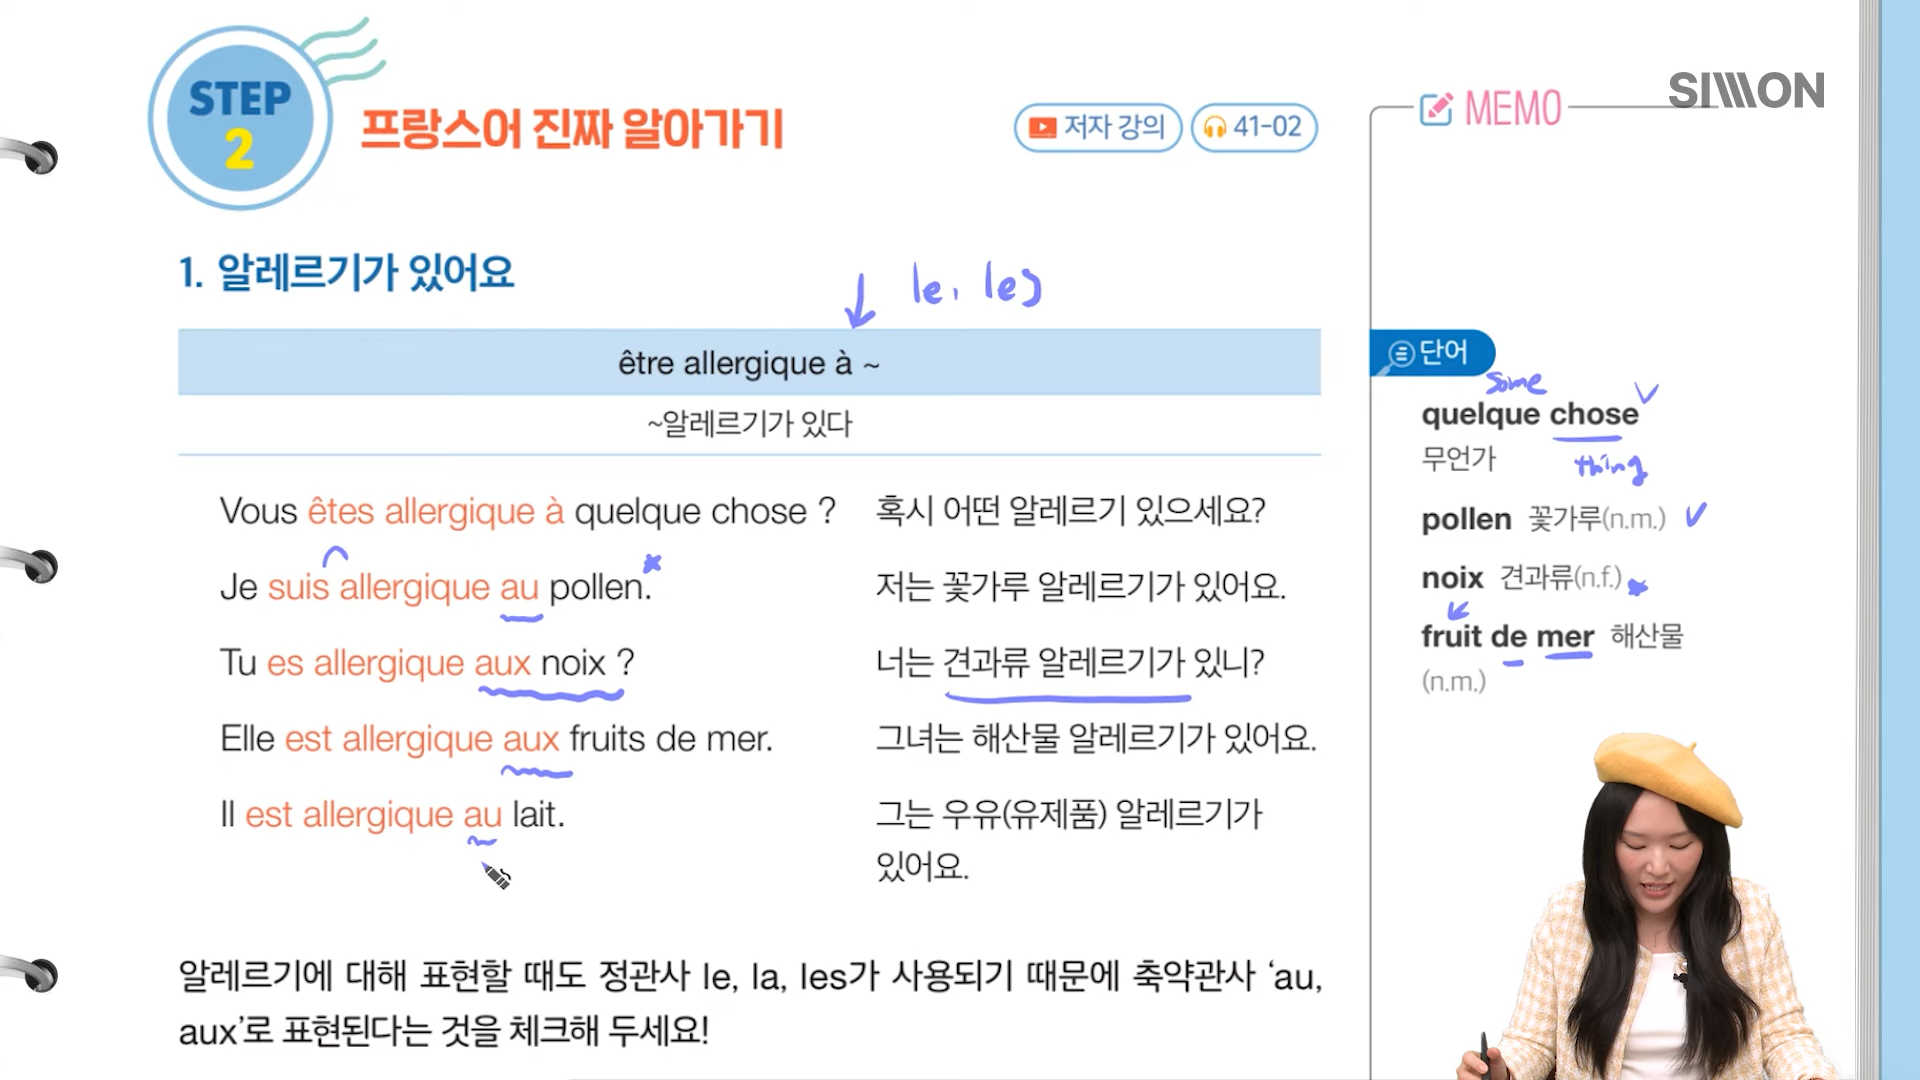 STEP
2
프랑스어 진짜 알아가기
저자 강의
41-02
MEMO
SIWON
1. 알레르기가 있어요
le, les
être allergique à ~
~알레르기가 있다
Vous êtes allergique à quelque chose ? 혹시 어떤 알레르기 있으세요?
Je suis allergique au pollen. 저는 꽃가루 알레르기가 있어요.
Tu es allergique aux noix ? 너는 견과류 알레르기가 있니?
Elle est allergique aux fruits de mer. 그녀는 해산물 알레르기가 있어요.
Il est allergique au lait. 그는 우유(유제품) 알레르기가
있어요.
알레르기에 대해 표현할 때도 정관사 le, la, les가 사용되기 때문에 축약관사 ‘au,
aux’로 표현된다는 것을 체크해 두세요!
단어
some
quelque chose
무언가
thing
pollen 꽃가루(n.m.)
noix 견과류(n.f.)
fruit de mer 해산물
(n.m.)